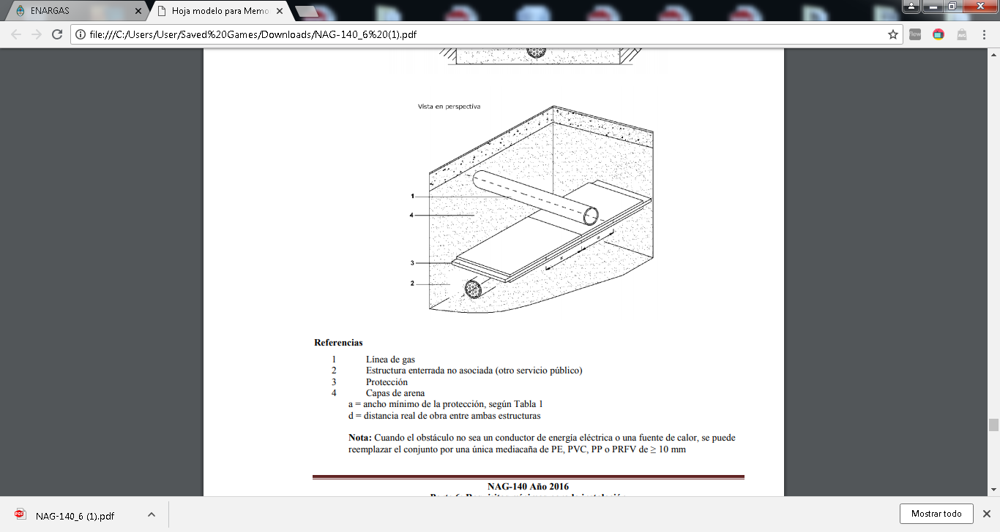 ENARGAS
Hoja modelo para Memo
file:///C:/Users/User/Saved%20Games/Downloads/NAG-140_6%20(1).pdf
Vista en perspectiva
1
4
3
2
Referencias
1 Línea de gas
2 Estructura enterrada no asociada (otro servicio público)
3 Protección
4 Capas de arena
a = ancho mínimo de la protección, según Tabla 1
d = distancia real de obra entre ambas estructuras
Nota: Cuando el obstáculo no sea un conductor de energía eléctrica o una fuente de calor, se puede
reemplazar el conjunto por una única mediacaña de PE, PVC, PP o PRFV de ≥ 10 mm
NAG-140 Año 2016
NAG-140_6 (1).pdf
Mostrar todo